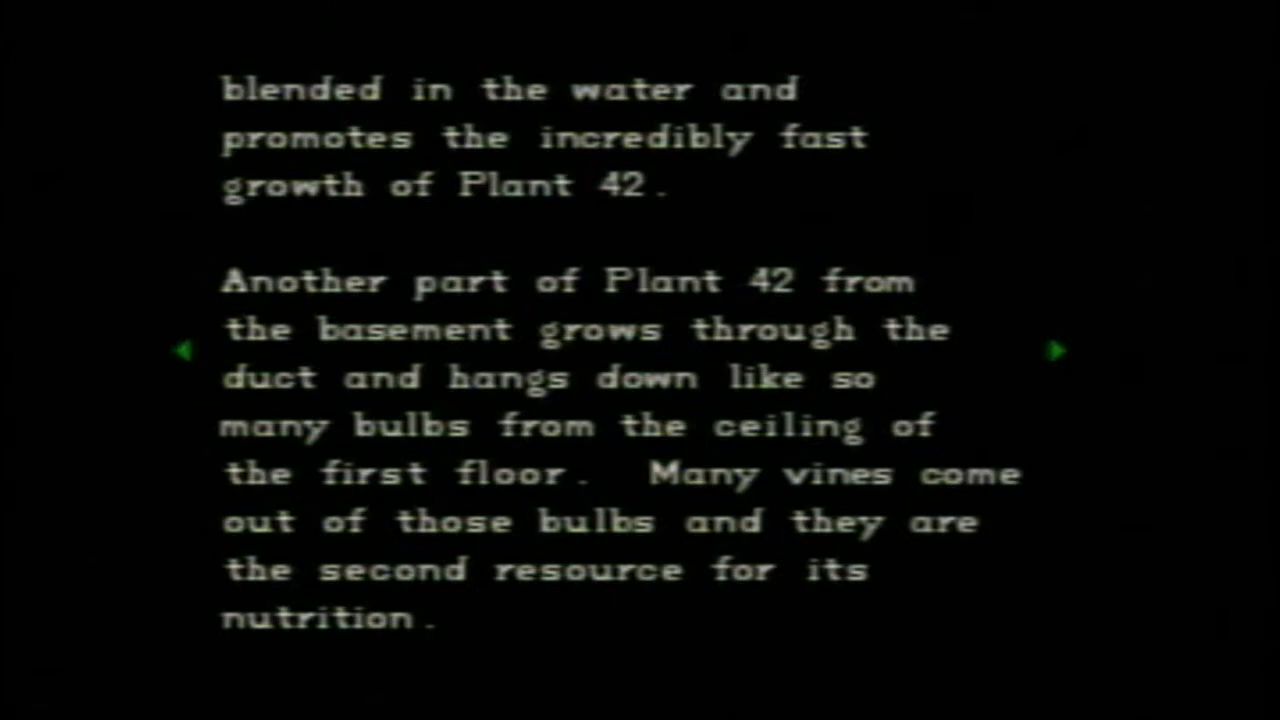 blended in the water and
promotes the incredibly fast
growth of Plant 42.
Another part of Plant 42 from
the basement grows through the
duct and hangs down like so
many bulbs from the ceiling of
the first floor.  Many vines come
out of those bulbs and they are
the second resource for its
nutrition.